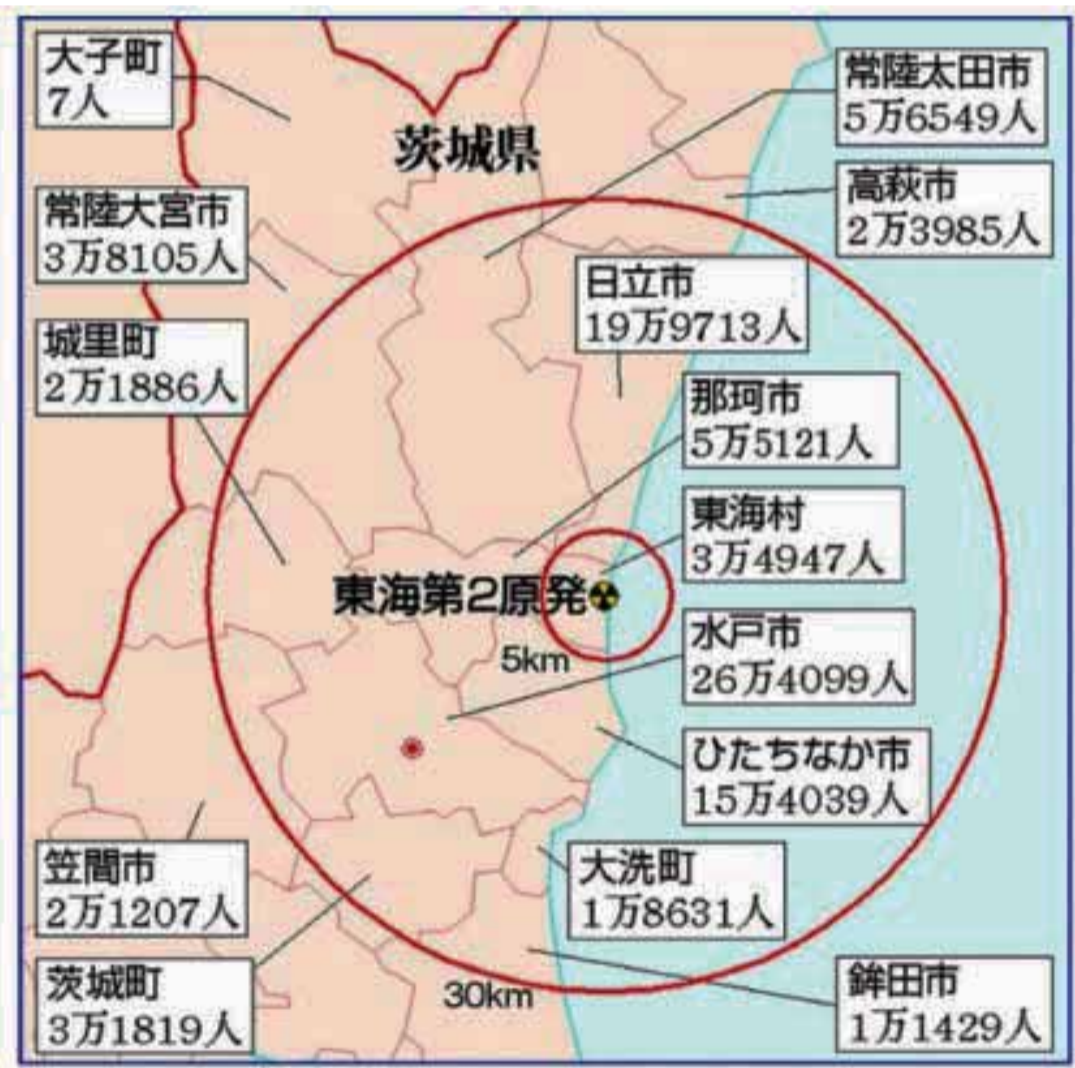 大子町
7人
茨城県
常陸太田市
5万6549人
高萩市
2万3985人
常陸大宮市
3万8105人
日立市
19万9713人
城里町
2万1886人
那珂市
5万5121人
東海村
3万4947人
東海第2原発
5km
水戸市
26万4099人
ひたちなか市
15万4039人
笠間市
2万1207人
大洗町
1万8631人
茨城町
3万1819人
30km
鉾田市
1万1429人